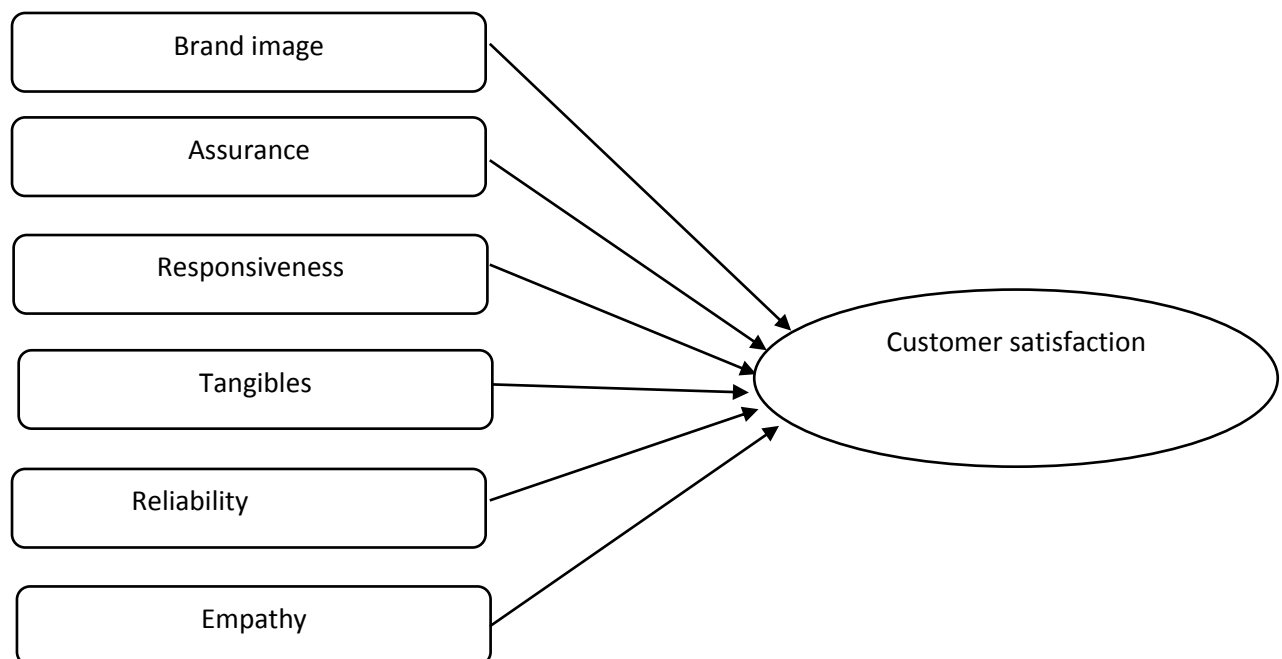 Brand image
Assurance
Responsiveness
Customer satisfaction
Tangibles
Reliability
Empathy